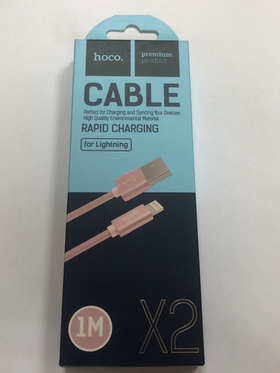 hoco.
premium
product
CABLE
Perfect for Charging and Syncing Your Devises
High Quality Environmental Material
RAPID CHARGING
for Lightning
1M
X2